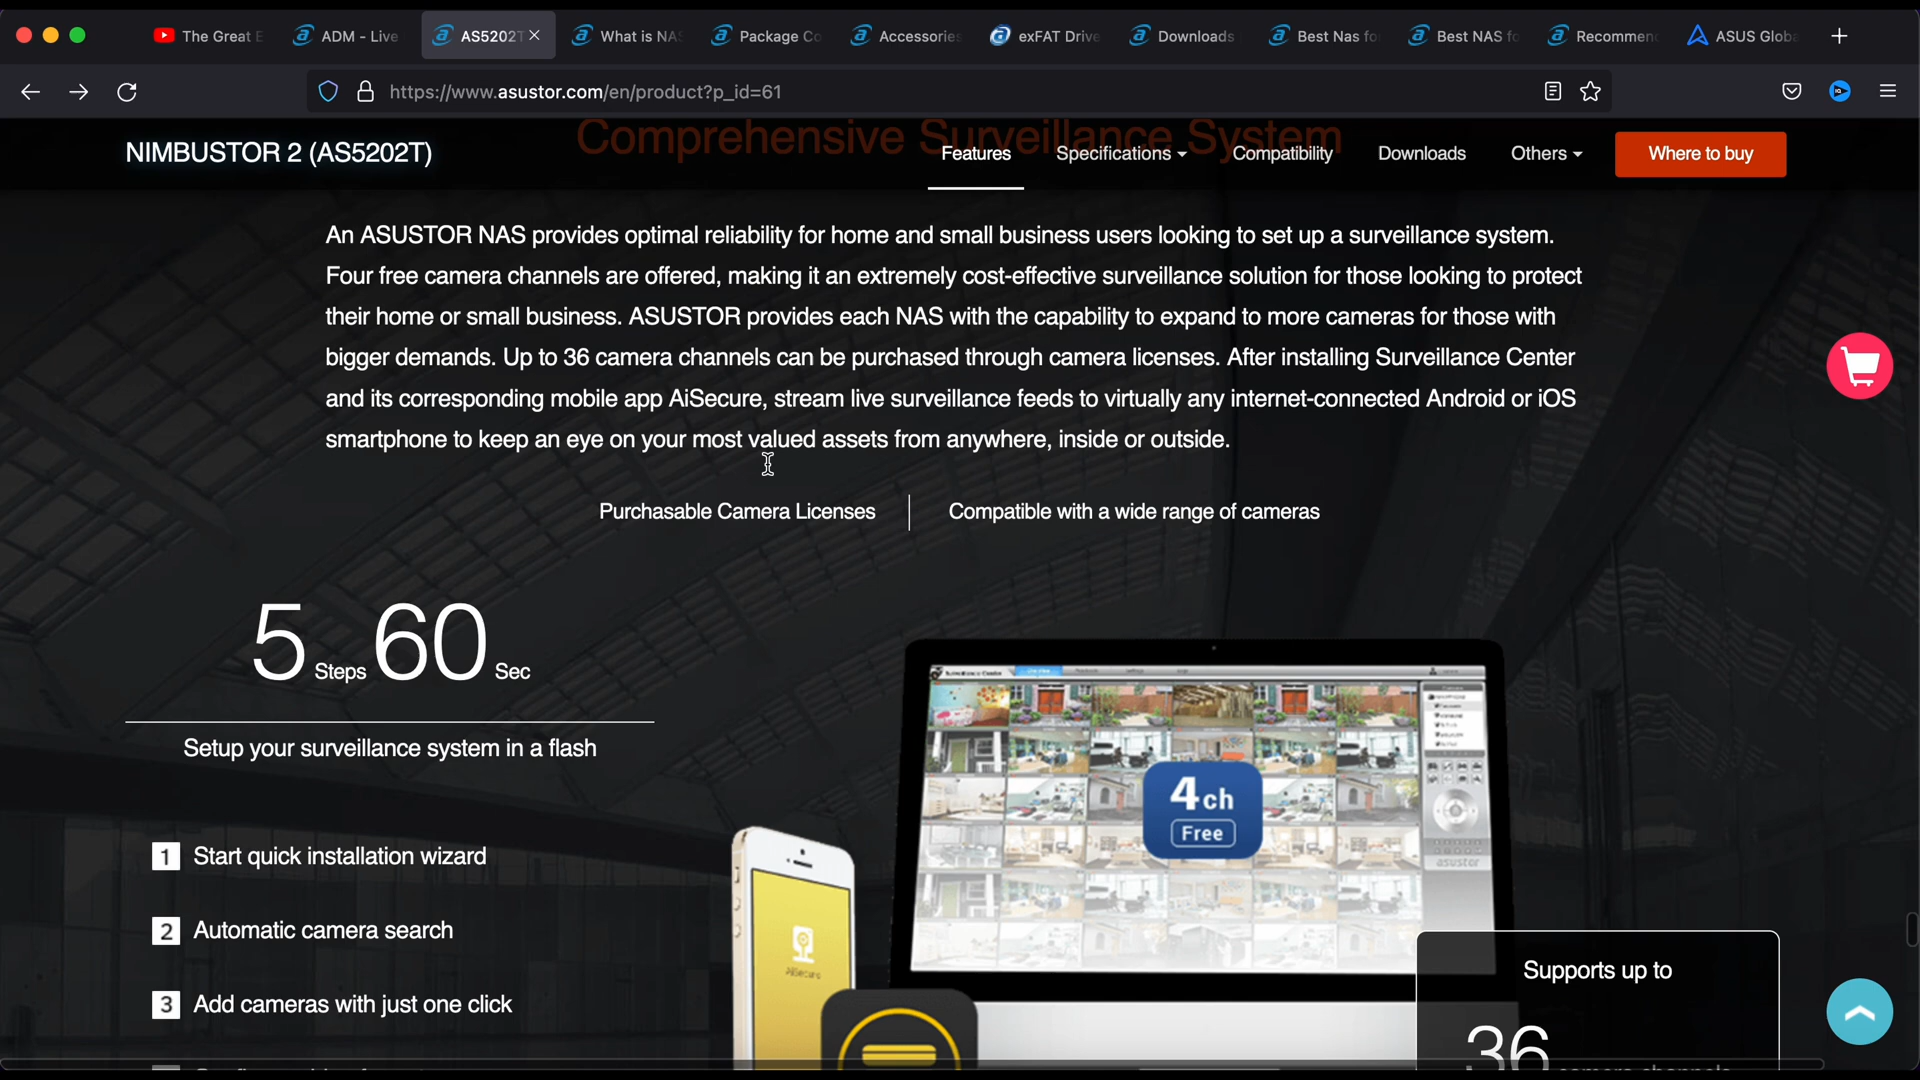 The Great E
ADM - Live
AS5202T
What is NAS
Package Co
Accessories
exFAT Drive
Downloads
Best Nas fo
Best NAS fo
Recommen
ASUS Globa
https://www.asustor.com/en/product?p_id=61
Comprehensive Surveillance System
NIMBUSTOR 2 (AS5202T)
Features
Specifications
Compatibility
Downloads
Others
Where to buy
An ASUSTOR NAS provides optimal reliability for home and small business users looking to set up a surveillance system.
Four free camera channels are offered, making it an extremely cost-effective surveillance solution for those looking to protect
their home or small business. ASUSTOR provides each NAS with the capability to expand to more cameras for those with
bigger demands. Up to 36 camera channels can be purchased through camera licenses. After installing Surveillance Center
and its corresponding mobile app AiSecure, stream live surveillance feeds to virtually any internet-connected Android or iOS
smartphone to keep an eye on your most valued assets from anywhere, inside or outside.
Purchasable Camera Licenses
Compatible with a wide range of cameras
5 Steps 60 Sec
Setup your surveillance system in a flash
1 Start quick installation wizard
2 Automatic camera search
3 Add cameras with just one click
4ch
Free
asustor
AiSecure
Supports up to
36
camera channels